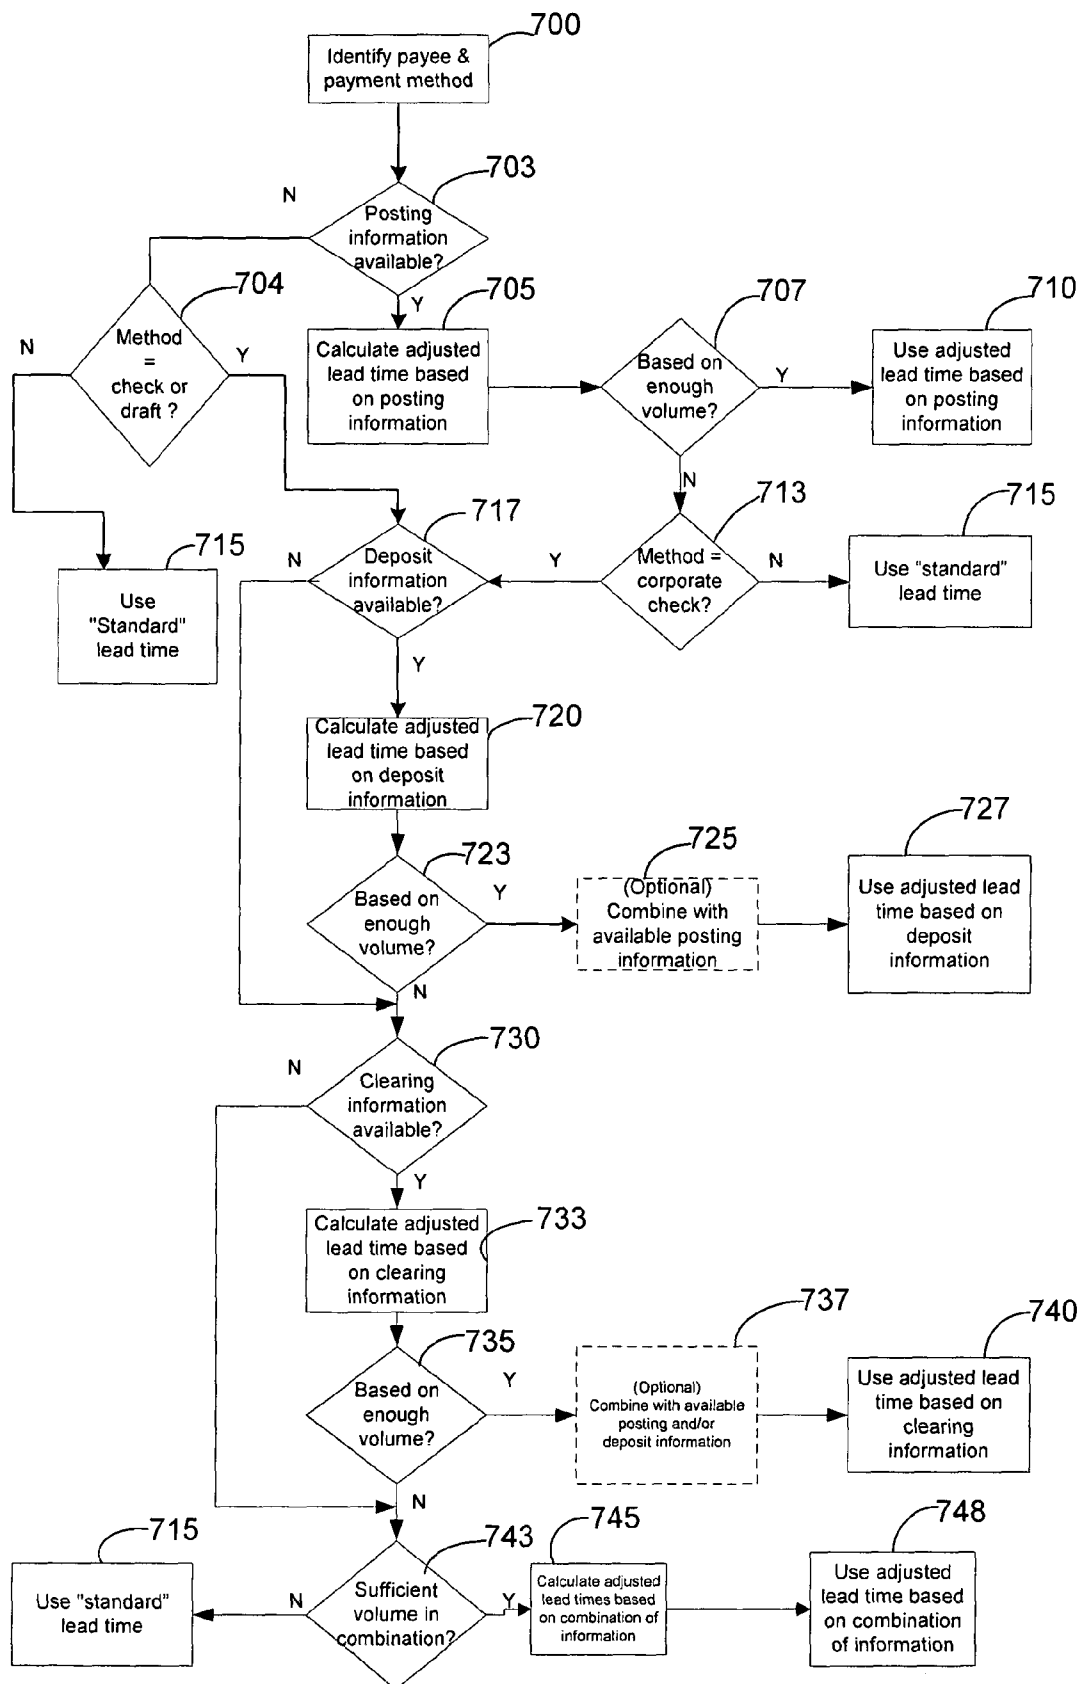 700
Identify payee &
payment method
703
N
Posting
information
available?
704
Y
705
707
710
N
Method
=
check or
draft ?
Y
Calculate adjusted
lead time based
on posting
information
Based on
enough
volume?
Y
Use adjusted
lead time based
on posting
information
N
717
713
715
715
N
Deposit
information
available?
Y
Method =
corporate
check?
N
Use "standard"
lead time
Use
"Standard"
lead time
Y
720
Calculate adjusted
lead time based
on deposit
information
723
725
727
Based on
enough
volume?
Y
(Optional)
Combine with
available posting
information
Use adjusted lead
time based on
deposit
information
N
730
N
Clearing
information
available?
Y
733
Calculate adjusted
lead time based
on clearing
information
735
737
740
Based on
enough
volume?
Y
(Optional)
Combine with available
posting and/or
deposit information
Use adjusted lead
time based on
clearing
information
N
715
743
745
748
Use "standard"
lead time
N
Sufficient
volume in
combination?
Y
Calculate adjusted
lead times based
on combination of
information
Use adjusted
lead time based
on combination
of information